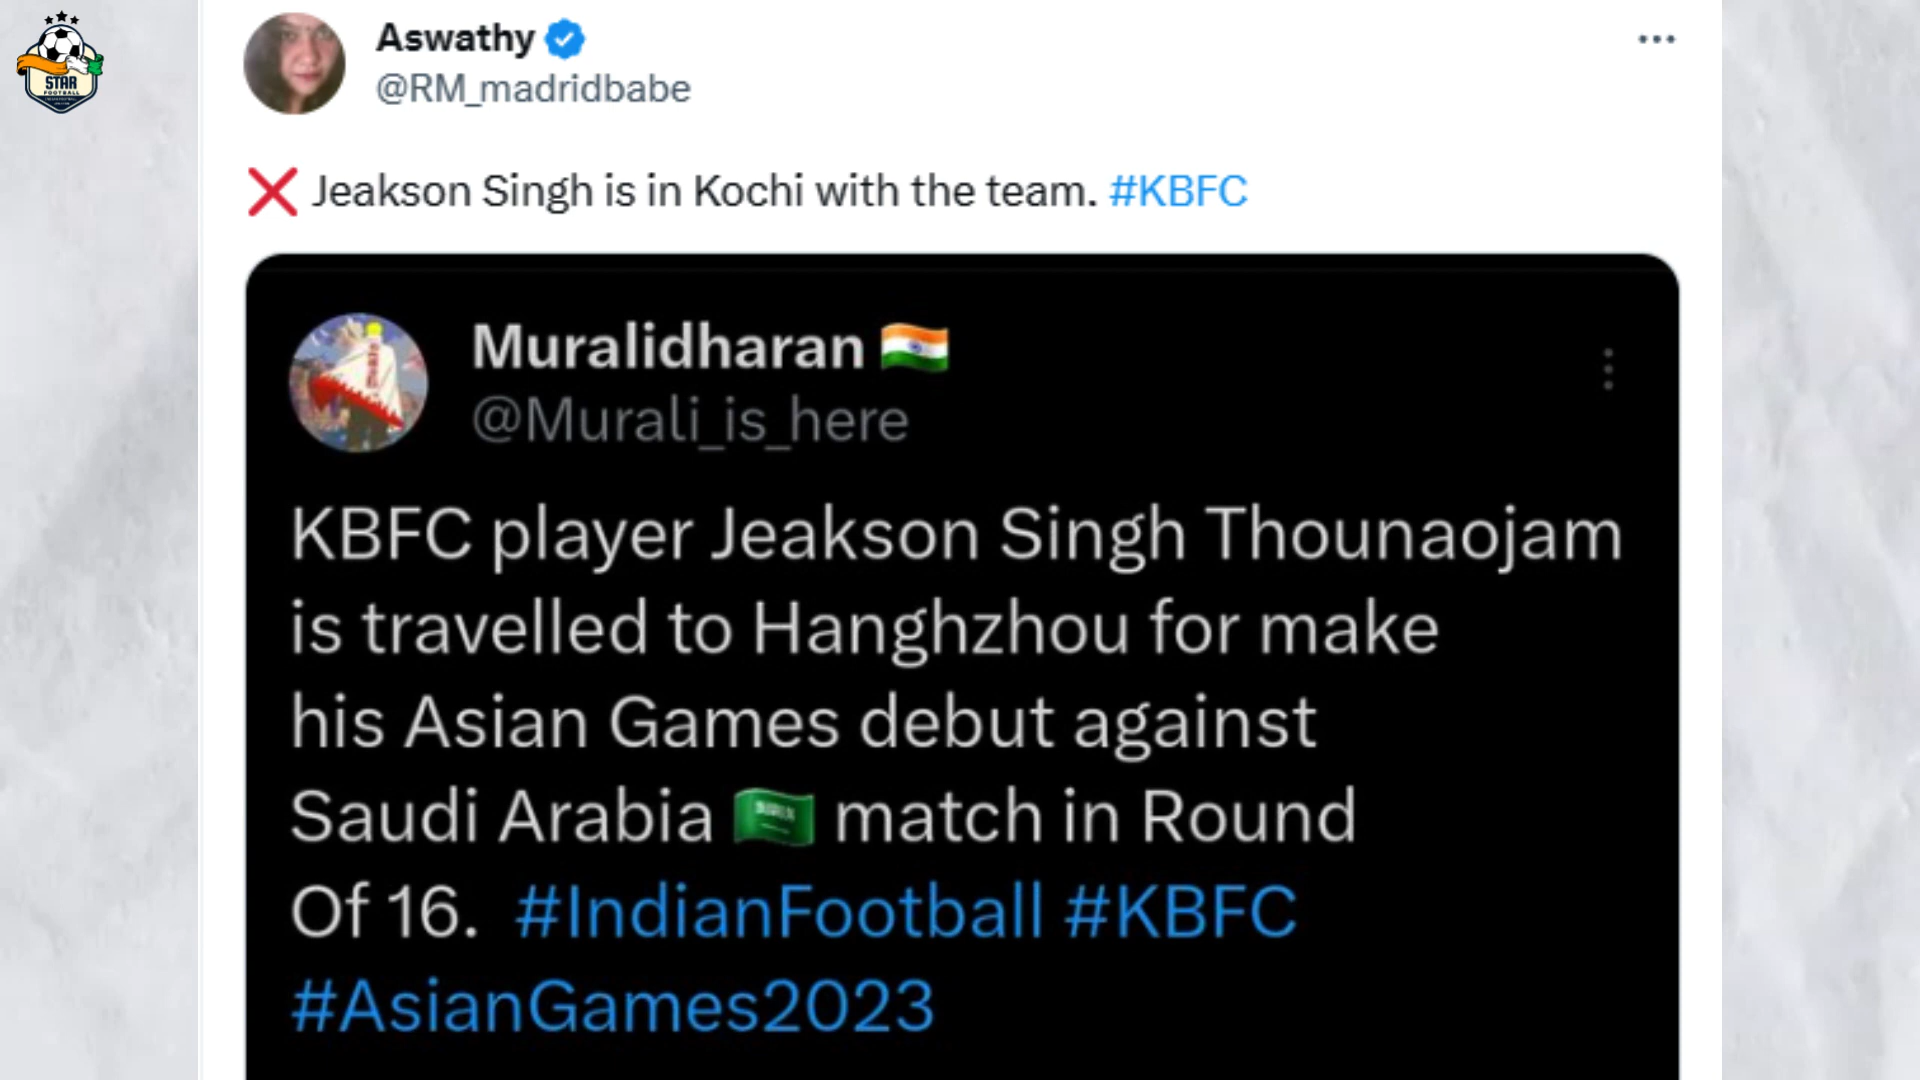 STAR
FOOTBALL
Aswathy
@RM_madridbabe
❌ Jeakson Singh is in Kochi with the team. #KBFC
Muralidharan 🇮🇳
@Murali_is_here
KBFC player Jeakson Singh Thounaojam
is travelled to Hanghzhou for make
his Asian Games debut against
Saudi Arabia 🇸🇦 match in Round
Of 16. #IndianFootball #KBFC
#AsianGames2023